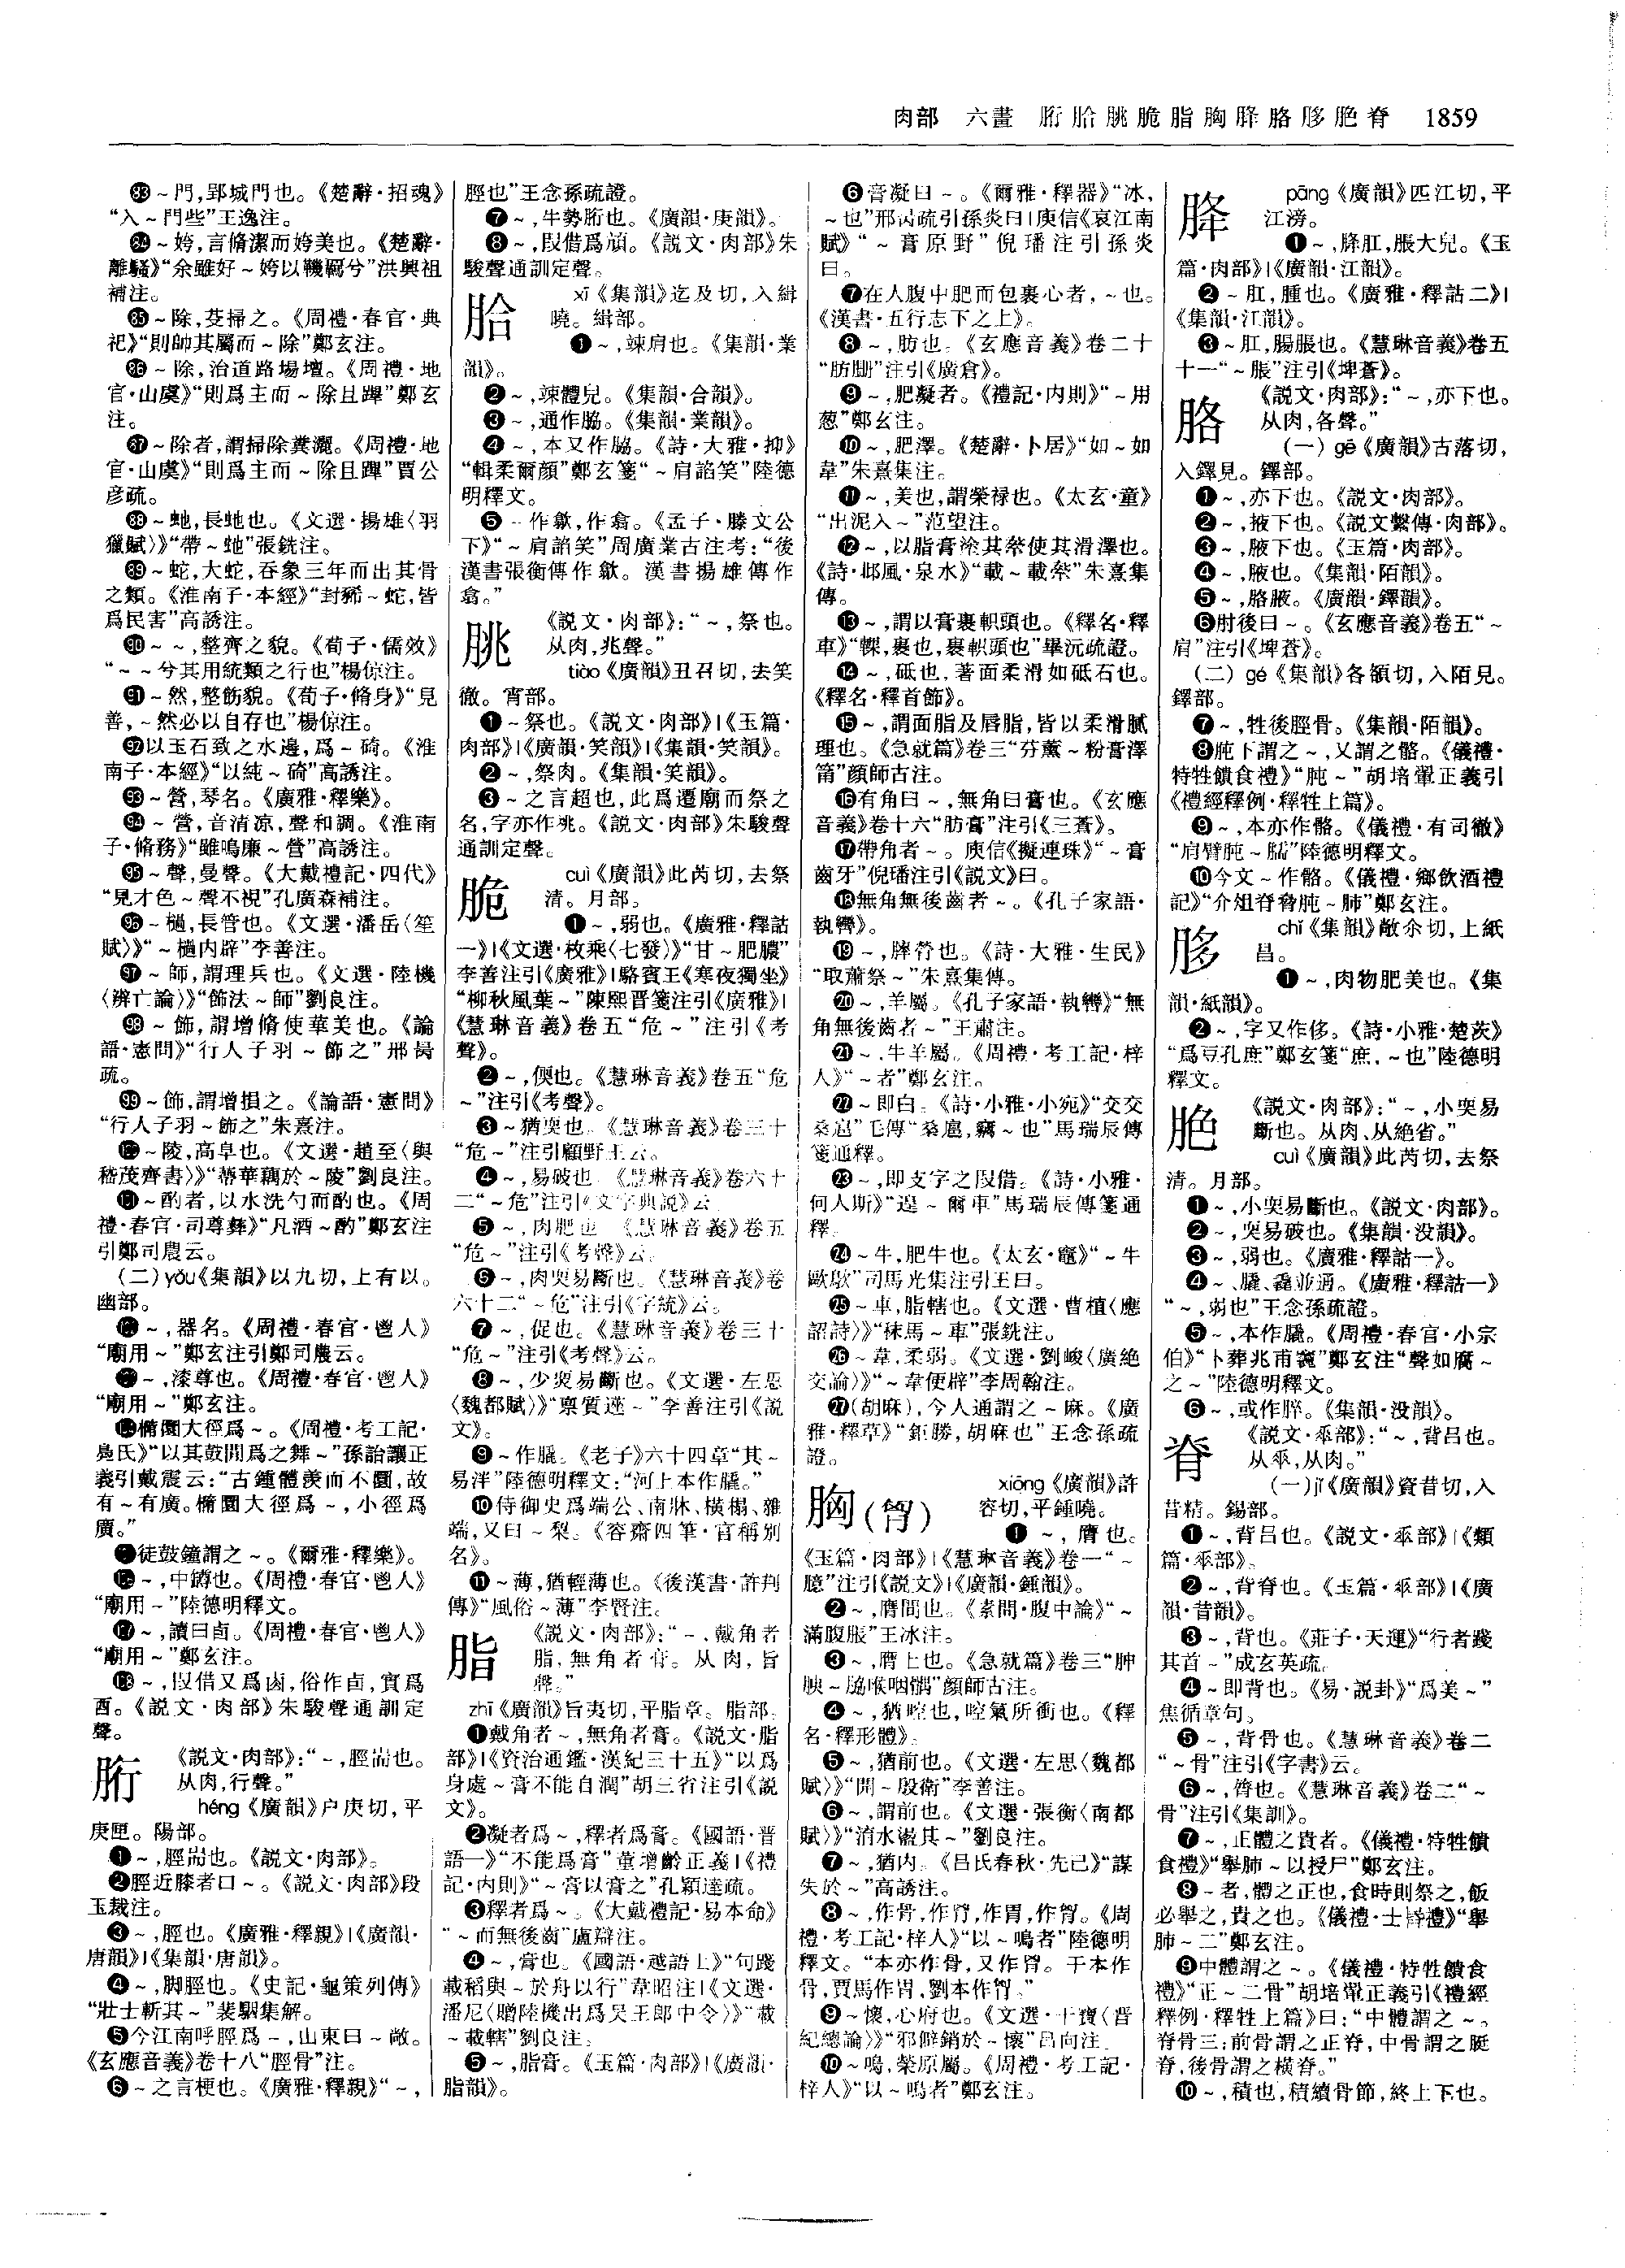 肉部　六畫　胻 胎 朓 脆 脂 胸 胮 胳 胣 脃 脊　1859
㉝~門,郢城門也。《楚辭·招魂》
“入~門些”王逸注。
~姱,言脩潔而姱美也。《楚辭·
離騷》“余雖好~姱以鞿羈兮”洪興祖
補注。
~除,芟掃之。《周禮·春官·典
祀》“則帥其屬而~除”鄭玄注。
~除,治道路場壇。《周禮·地
官·山虞》“則爲主而~除且蹕”鄭玄
注。
~除者,謂掃除糞灑。《周禮·地
官·山虞》“則爲主而~除且蹕”賈公
彦疏。
~虵,長虵也。《文選·揚雄〈羽
獵賦〉》“帶~虵”張銑注。
~蛇,大蛇,吞象三年而出其骨
之類。《淮南子·本經》“封豨~蛇,皆
爲民害”高誘注。
~~,整齊之貌。《荀子·儒效》
“~~兮其用統類之行也”楊倞注。
~然,整飭貌。《荀子·脩身》“見
善,~然必以自存也”楊倞注。
以玉石致之水邊,爲~碕。《淮
南子·本經》“以純~碕”高誘注。
~營,琴名。《廣雅·釋樂》。
~營,音清凉,聲和調。《淮南
子·脩務》“雖鳴廉~營”高誘注。
~聲,曼聲。《大戴禮記·四代》
“見才色~聲不視”孔廣森補注。
~檛,長管也。《文選·潘岳〈笙
賦〉》“~檛内辟”李善注。
~師,謂理兵也。《文選·陸機
〈辨亡論〉》“飭法~師”劉良注。
~飾,謂增脩使華美也。《論
語·憲問》“行人子羽~飾之”邢昺
疏。
~飾,謂增損之。《論語·憲問》
“行人子羽~飾之”朱熹注。
~陵,高阜也。《文選·趙至〈與
嵇茂齊書〉》“蔕華藕於~陵”劉良注。
~酌者,以水洗勺而酌也。《周
禮·春官·司尊彝》“凡酒~酌”鄭玄注
引鄭司農云。
(二) yǒu《集韻》以九切,上有以。
幽部。
~,器名。《周禮·春官·鬯人》
“廟用~”鄭玄注引鄭司農云。
~,漆尊也。《周禮·春官·鬯人》
“廟用~”鄭玄注。
橢圜大徑爲~。《周禮·考工記·
鳧氏》“以其鼓間爲之舞~”孫詒讓正
義引戴震云:“古鍾體羨而不圜,故
有~有廣。橢圜大徑爲~,小徑爲
廣。”
徒鼓鐘謂之~。《爾雅·釋樂》。
~,中罇也。《周禮·春官·鬯人》
“廟用~”陸德明釋文。
~,讀曰卣。《周禮·春官·鬯人》
“廟用~”鄭玄注。
~,叚借又爲卤,俗作卣,實爲
酉。《説文·肉部》朱駿聲通訓定
聲。
胻
《説文·肉部》:“~,脛耑也。
从肉,行聲。”
héng《廣韻》户庚切,平
庚匣。陽部。
❶~,脛耑也。《説文·肉部》。
❷脛近膝者曰~。《説文·肉部》段
玉裁注。
❸~,脛也。《廣雅·釋親》|《廣韻·
唐韻》|《集韻·唐韻》。
❹~,脚脛也。《史記·龜策列傳》
“壯士斬其~”裴駰集解。
❺今江南呼脛爲~,山東曰~敞。
《玄應音義》卷十八“脛骨”注。
❻~之言梗也。《廣雅·釋親》“~,
脛也”王念孫疏證。
❼~,牛勢胻也。《廣韻·庚韻》。
❽~,叚借爲頏。《説文·肉部》朱
駿聲通訓定聲。
胎
xī《集韻》迄及切,入緝
曉。緝部。
❶~,竦肩也。《集韻·業
韻》。
❷~,竦體皃。《集韻·合韻》。
❸~,通作脇。《集韻·業韻》。
❹~,本又作脇。《詩·大雅·抑》
“輯柔爾顔”鄭玄箋“~肩諂笑”陸德
明釋文。
❺~作歙,作翕。《孟子·滕文公
下》“~肩諂笑”周廣業古注考:“後
漢書張衡傳作歙。漢書揚雄傳作
翕。”
朓
《説文·肉部》:“~,祭也。
从肉,兆聲。”
tiào《廣韻》丑召切,去笑
徹。宵部。
❶~祭也。《説文·肉部》|《玉篇·
肉部》|《廣韻·笑韻》|《集韻·笑韻》。
❷~,祭肉。《集韻·笑韻》。
❸~之言超也,此爲遷廟而祭之
名,字亦作祧。《説文·肉部》朱駿聲
通訓定聲。
脆
cuì《廣韻》此芮切,去祭
清。月部。
❶~,弱也。《廣雅·釋詁
一》|《文選·枚乘〈七發〉》“甘~肥膿”
李善注引《廣雅》|駱賓王《寒夜獨坐》
“柳秋風葉~”陳熙晋箋注引《廣雅》|
《慧琳音義》卷五“危~”注引《考
聲》。
❷~,㑛也。《慧琳音義》卷五“危
~”注引《考聲》。
❸~猶耎也。《慧琳音義》卷三十
“危~”注引顧野王云。
❹~,易破也。《慧琳音義》卷六十
二“~危”注引《文字典説》云。
❺~,肉肥也。《慧琳音義》卷五
“危~”注引《考聲》云。
❻~,肉耎易斷也。《慧琳音義》卷
六十二“~危”注引《字統》云。
❼~,促也。《慧琳音義》卷三十
“危~”注引《考聲》云。
❽~,少耎易斷也。《文選·左思
〈魏都賦〉》“禀質遳~”李善注引《説
文》。
❾~作膬。《老子》六十四章“其~
易泮”陸德明釋文:“河上本作膬。”
❿侍御史爲端公、南牀、横榻、雜
端,又曰~梨。《容齋四筆·官稱别
名》。
⓫~薄,猶輕薄也。《後漢書·許荆
傳》“風俗~薄”李賢注。
脂
《説文·肉部》:“~,戴角者
脂,無角者膏。从肉,旨
聲。”
zhī《廣韻》旨夷切,平脂章。脂部。
❶戴角者~,無角者膏。《説文·脂
部》|《資治通鑑·漢紀三十五》“以爲
身處~膏不能自潤”胡三省注引《説
文》。
❷凝者爲~,釋者爲膏。《國語·晋
語一》“不能爲膏”董增齡正義|《禮
記·内則》“~膏以膏之”孔穎達疏。
❸釋者爲~。《大戴禮記·易本命》
“~而無後齒”盧辯注。
❹~,膏也。《國語·越語上》“句踐
載稻與~於舟以行”韋昭注|《文選·
潘尼〈贈陸機出爲吴王郎中令〉》“載
~載轄”劉良注。
❺~,脂膏。《玉篇·肉部》|《廣韻·
脂韻》。
❻膏凝曰~。《爾雅·釋器》“冰,
~也”邢昺疏引孫炎曰|庾信《哀江南
賦》“~膏原野”倪璠注引孫炎
曰。
❼在人腹中肥而包裹心者,~也。
《漢書·五行志下之上》。
❽~,肪也。《玄應音義》卷二十
“肪䏲”注引《廣倉》。
❾~,肥凝者。《禮記·内則》“~用
葱”鄭玄注。
❿~,肥澤。《楚辭·卜居》“如~如
韋”朱熹集注。
⓫~,美也,謂榮禄也。《太玄·童》
“出泥入~”范望注。
⓬~,以脂膏塗其舝使其滑澤也。
《詩·邶風·泉水》“載~載舝”朱熹集
傳。
⓭~,謂以膏裹軹頭也。《釋名·釋
車》“輠,裹也,裹軹頭也”畢沅疏證。
⓮~,砥也,著面柔滑如砥石也。
《釋名·釋首飾》。
⓯~,謂面脂及唇脂,皆以柔滑膩
理也。《急就篇》卷三“芬薰~粉膏澤
筩”顔師古注。
⓰有角曰~,無角曰膏也。《玄應
音義》卷十六“肪膏”注引《三蒼》。
⓱帶角者~。庾信《擬連珠》“~膏
齒牙”倪璠注引《説文》曰。
⓲無角無後齒者~。《孔子家語·
執轡》。
⓳~,膟膋也。《詩·大雅·生民》
“取蕭祭~”朱熹集傳。
⓴~,羊屬。《孔子家語·執轡》“無
角無後齒者~”王肅注。
㉑~,牛羊屬。《周禮·考工記·梓
人》“~者”鄭玄注。
㉒~即白。《詩·小雅·小宛》“交交
桑扈”毛傳“桑扈,竊~也”馬瑞辰傳
箋通釋。
㉓~,即支字之叚借。《詩·小雅·
何人斯》“遑~爾車”馬瑞辰傳箋通
釋。
㉔~牛,肥牛也。《太玄·竈》“~牛
歐歍”司馬光集注引王曰。
㉕~車,脂轄也。《文選·曹植〈應
詔詩〉》“秣馬~車”張銑注。
㉖~韋,柔弱。《文選·劉峻〈廣絶
交論〉》“~韋便辟”李周翰注。
㉗(胡麻),今人通謂之~麻。《廣
雅·釋草》“鉅勝,胡麻也”王念孫疏
證。
胸(胷)
xiōng《廣韻》許
容切,平鍾曉。
❶~,膺也。
《玉篇·肉部》|《慧琳音義》卷一“~
臆”注引《説文》|《廣韻·鍾韻》。
❷~,膺間也。《素問·腹中論》“~
滿腹脹”王冰注。
❸~,膺上也。《急就篇》卷三“肿
腴~脇喉咽髃”顔師古注。
❹~,猶啌也,啌氣所衝也。《釋
名·釋形體》。
❺~,猶前也。《文選·左思〈魏都
賦〉》“開~殷衛”李善注。
❻~,謂前也。《文選·張衡〈南都
賦〉》“淯水盪其~”劉良注。
❼~,猶内。《吕氏春秋·先己》“謀
失於~”高誘注。
❽~,作骨,作肎,作胃,作胷。《周
禮·考工記·梓人》“以~鳴者”陸德明
釋文。“本亦作骨,又作胷。干本作
骨,賈馬作胃,劉本作胷。”
❾~懷,心府也。《文選·干寶〈晋
紀總論〉》“邪僻銷於~懷”吕向注。
❿~鳴,榮原屬。《周禮·考工記·
梓人》“以~鳴者”鄭玄注。
胮
pāng《廣韻》匹江切,平
江滂。
❶~,胮肛,脹大皃。《玉
篇·肉部》|《廣韻·江韻》。
❷~肛,腫也。《廣雅·釋詁二》|
《集韻·江韻》。
❸~肛,腸脹也。《慧琳音義》卷五
十一“~脹”注引《埤蒼》。
胳
《説文·肉部》:“~,亦下也。
从肉,各聲。”
(一) gē《廣韻》古落切,
入鐸見。鐸部。
❶~,亦下也。《説文·肉部》。
❷~,掖下也。《説文繫傳·肉部》。
❸~,腋下也。《玉篇·肉部》。
❹~,腋也。《集韻·陌韻》。
❺~,胳腋。《廣韻·鐸韻》。
❻肘後曰~。《玄應音義》卷五“~
肩”注引《埤蒼》。
(二) gé《集韻》各額切,入陌見。
鐸部。
❼~,牲後脛骨。《集韻·陌韻》。
❽肫下謂之~,又謂之骼。《儀禮·
特牲饋食禮》“肫~”胡培翬正義引
《禮經釋例·釋牲上篇》。
❾~,本亦作骼。《儀禮·有司徹》
“肩臂肫~臑”陸德明釋文。
❿今文~作骼。《儀禮·鄉飲酒禮
記》“介俎脊脅肫~肺”鄭玄注。
胣
chǐ《集韻》敞尒切,上紙
昌。
❶~,肉物肥美也。《集
韻·紙韻》。
❷~,字又作侈。《詩·小雅·楚茨》
“爲豆孔庶”鄭玄箋“庶,~也”陸德明
釋文。
脃
《説文·肉部》:“~,小耎易
斷也。从肉、从絶省。”
cuì《廣韻》此芮切,去祭
清。月部。
❶~,小耎易斷也。《説文·肉部》。
❷~,耎易破也。《集韻·没韻》。
❸~,弱也。《廣雅·釋詁一》。
❹~、膬、毳並通。《廣雅·釋詁一》
“~,弱也”王念孫疏證。
❺~,本作膬。《周禮·春官·小宗
伯》“卜葬兆甫竁”鄭玄注“聲如腐~
之~”陸德明釋文。
❻~,或作脺。《集韻·没韻》。
脊
《説文·𠦬部》:“~,背吕也。
从𠦬,从肉。”
(一) jǐ《廣韻》資昔切,入
昔精。錫部。
❶~,背吕也。《説文·𠦬部》|《類
篇·𠦬部》。
❷~,背脊也。《玉篇·𠦬部》|《廣
韻·昔韻》。
❸~,背也。《莊子·天運》“行者踐
其首~”成玄英疏。
❹~即背也。《易·説卦》“爲美~”
焦循章句。
❺~,背骨也。《慧琳音義》卷二
“~骨”注引《字書》云。
❻~,膂也。《慧琳音義》卷二“~
骨”注引《集訓》。
❼~,正體之貴者。《儀禮·特牲饋
食禮》“舉肺~以授尸”鄭玄注。
❽~者,體之正也,食時則祭之,飯
必舉之,貴之也。《儀禮·士昏禮》“舉
肺~二”鄭玄注。
❾中體謂之~。《儀禮·特牲饋食
禮》“正~二骨”胡培翬正義引《禮經
釋例·釋牲上篇》曰:“中體謂之~。
脊骨三:前骨謂之正脊,中骨謂之脡
脊,後骨謂之横脊。”
❿~,積也,積續骨節,終上下也。